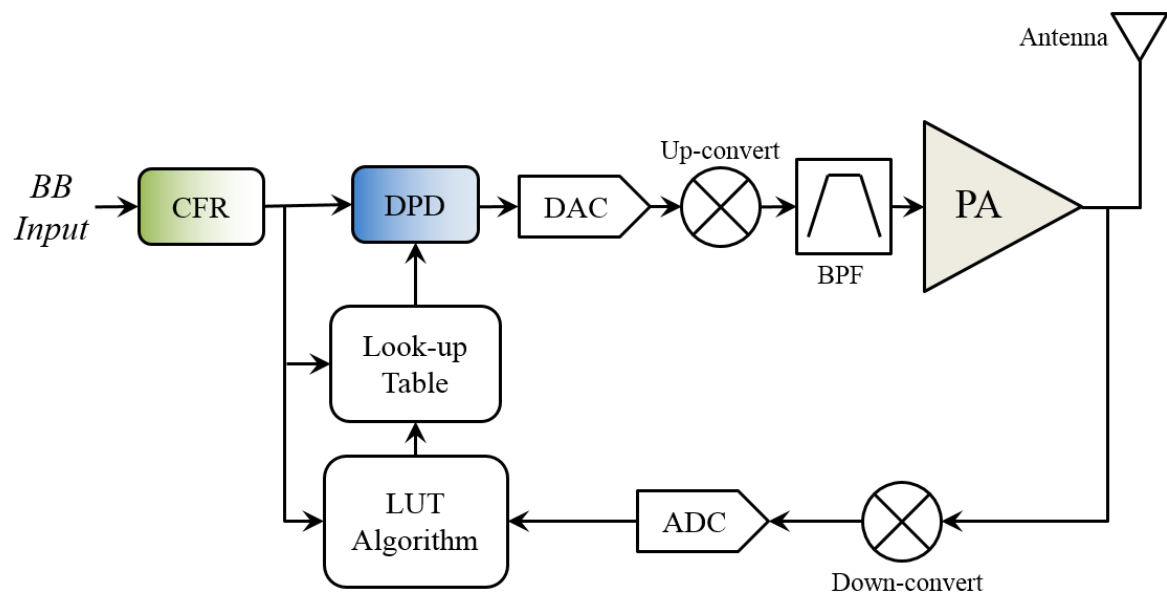 Antenna
Up-convert
BB
Input
CFR
DPD
DAC
PA
BPF
Look-up
Table
LUT
Algorithm
ADC
Down-convert